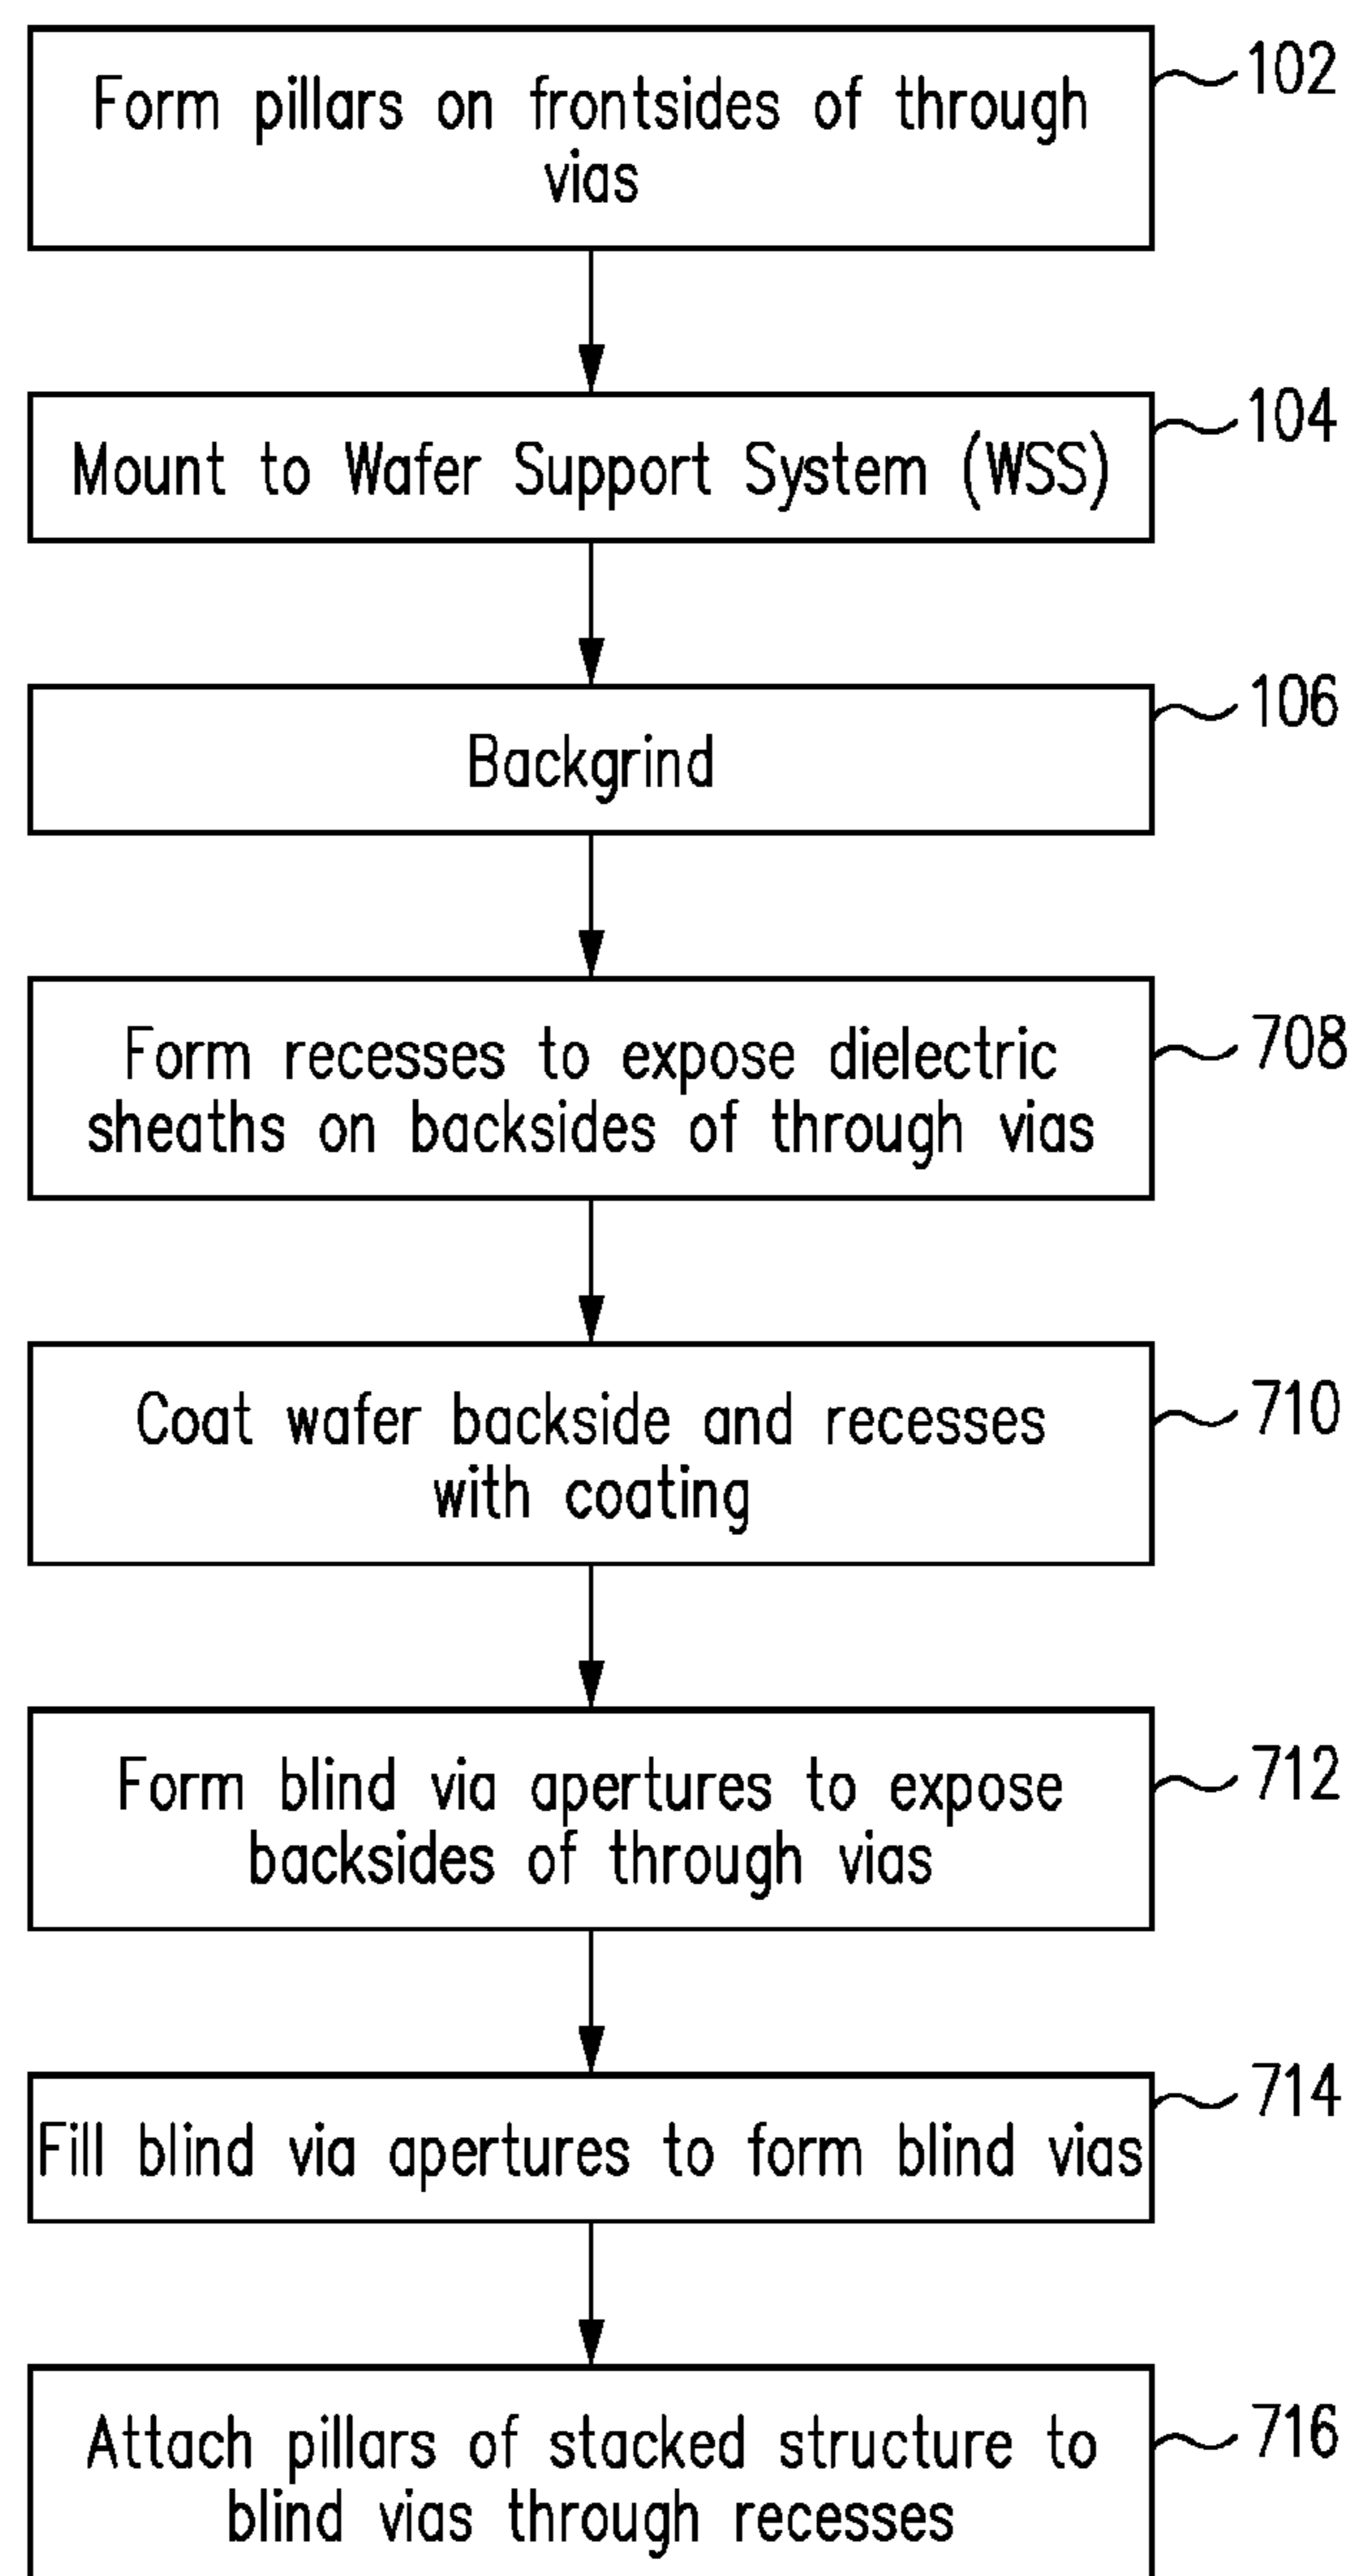 Form pillars on frontsides of through
vias
102
Mount to Wafer Support System (WSS)
104
Backgrind
106
Form recesses to expose dielectric
sheaths on backsides of through vias
708
Coat wafer backside and recesses
with coating
710
Form blind via apertures to expose
backsides of through vias
712
Fill blind via apertures to form blind vias
714
Attach pillars of stacked structure to
blind vias through recesses
716